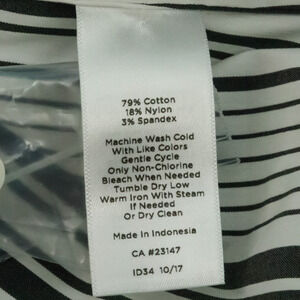 79% Cotton
18% Nylon
3% Spandex
Machine Wash Cold
With Like Colors
Gentle Cycle
Only Non-Chlorine
Bleach When Needed
Tumble Dry Low
Warm Iron With Steam
If Needed
Or Dry Clean
Made In Indonesia
CA #23147
ID34 10/17